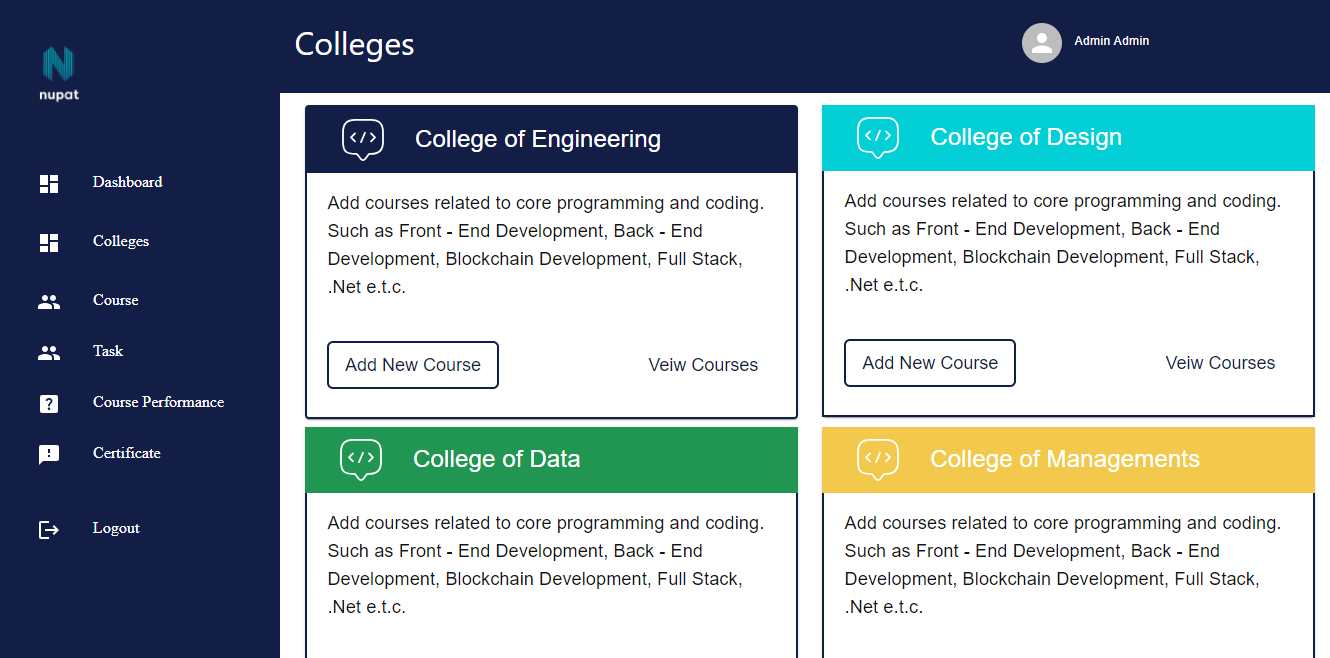 nupat
Dashboard
Colleges
Course
Task
Course Performance
Certificate
Logout
Colleges
Admin Admin
</>
College of Engineering
Add courses related to core programming and coding.
Such as Front - End Development, Back - End
Development, Blockchain Development, Full Stack,
.Net e.t.c.
Add New Course
Veiw Courses
</>
College of Design
Add courses related to core programming and coding.
Such as Front - End Development, Back - End
Development, Blockchain Development, Full Stack,
.Net e.t.c.
Add New Course
Veiw Courses
</>
College of Data
Add courses related to core programming and coding.
Such as Front - End Development, Back - End
Development, Blockchain Development, Full Stack,
.Net e.t.c.
</>
College of Managements
Add courses related to core programming and coding.
Such as Front - End Development, Back - End
Development, Blockchain Development, Full Stack,
.Net e.t.c.